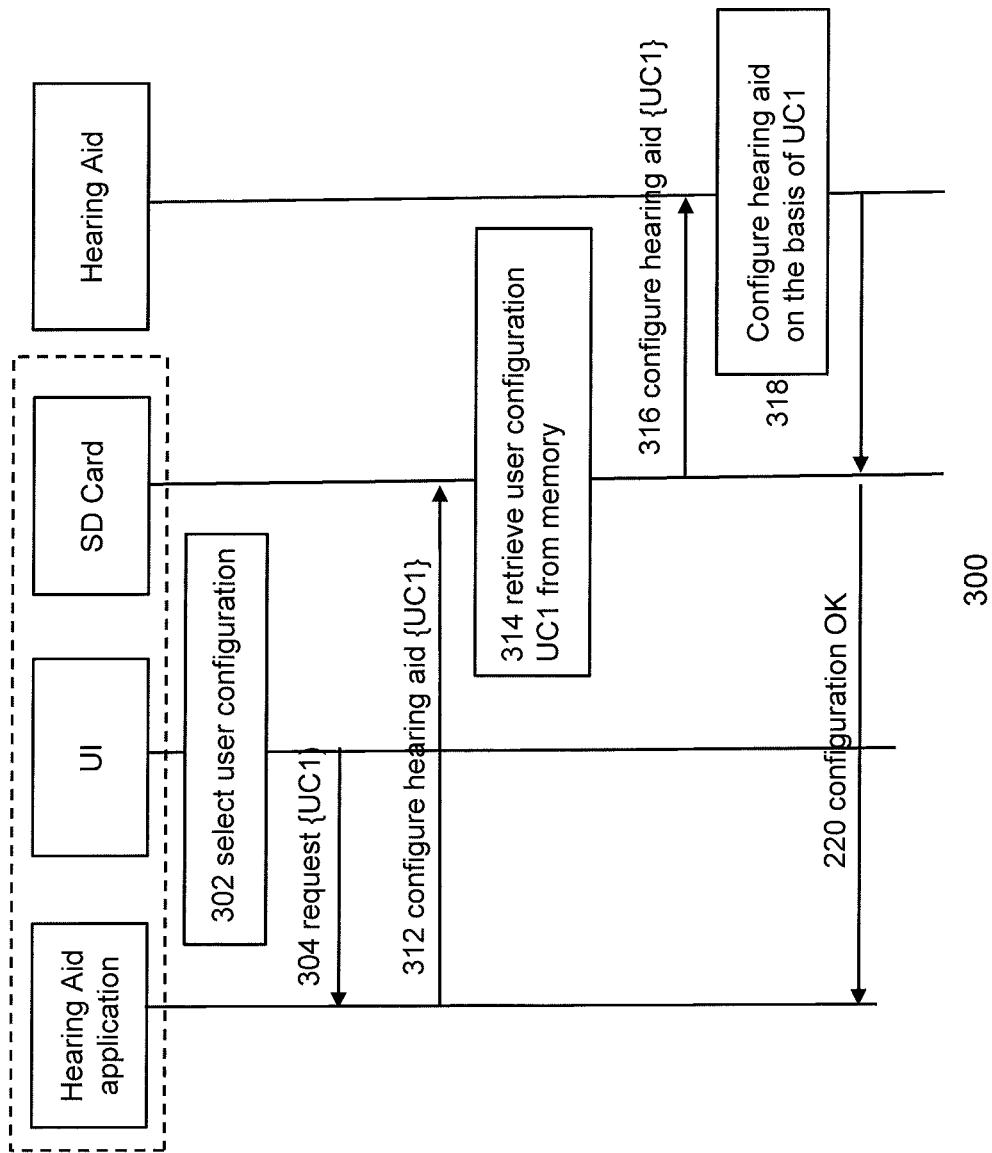 Hearing Aid
application
UI
SD Card
Hearing Aid
302 select user configuration
304 request {UC1}
312 configure hearing aid {UC1}
314 retrieve user configuration
UC1 from memory
316 configure hearing aid {UC1}
Configure hearing aid
on the basis of UC1
318
220 configuration OK
300